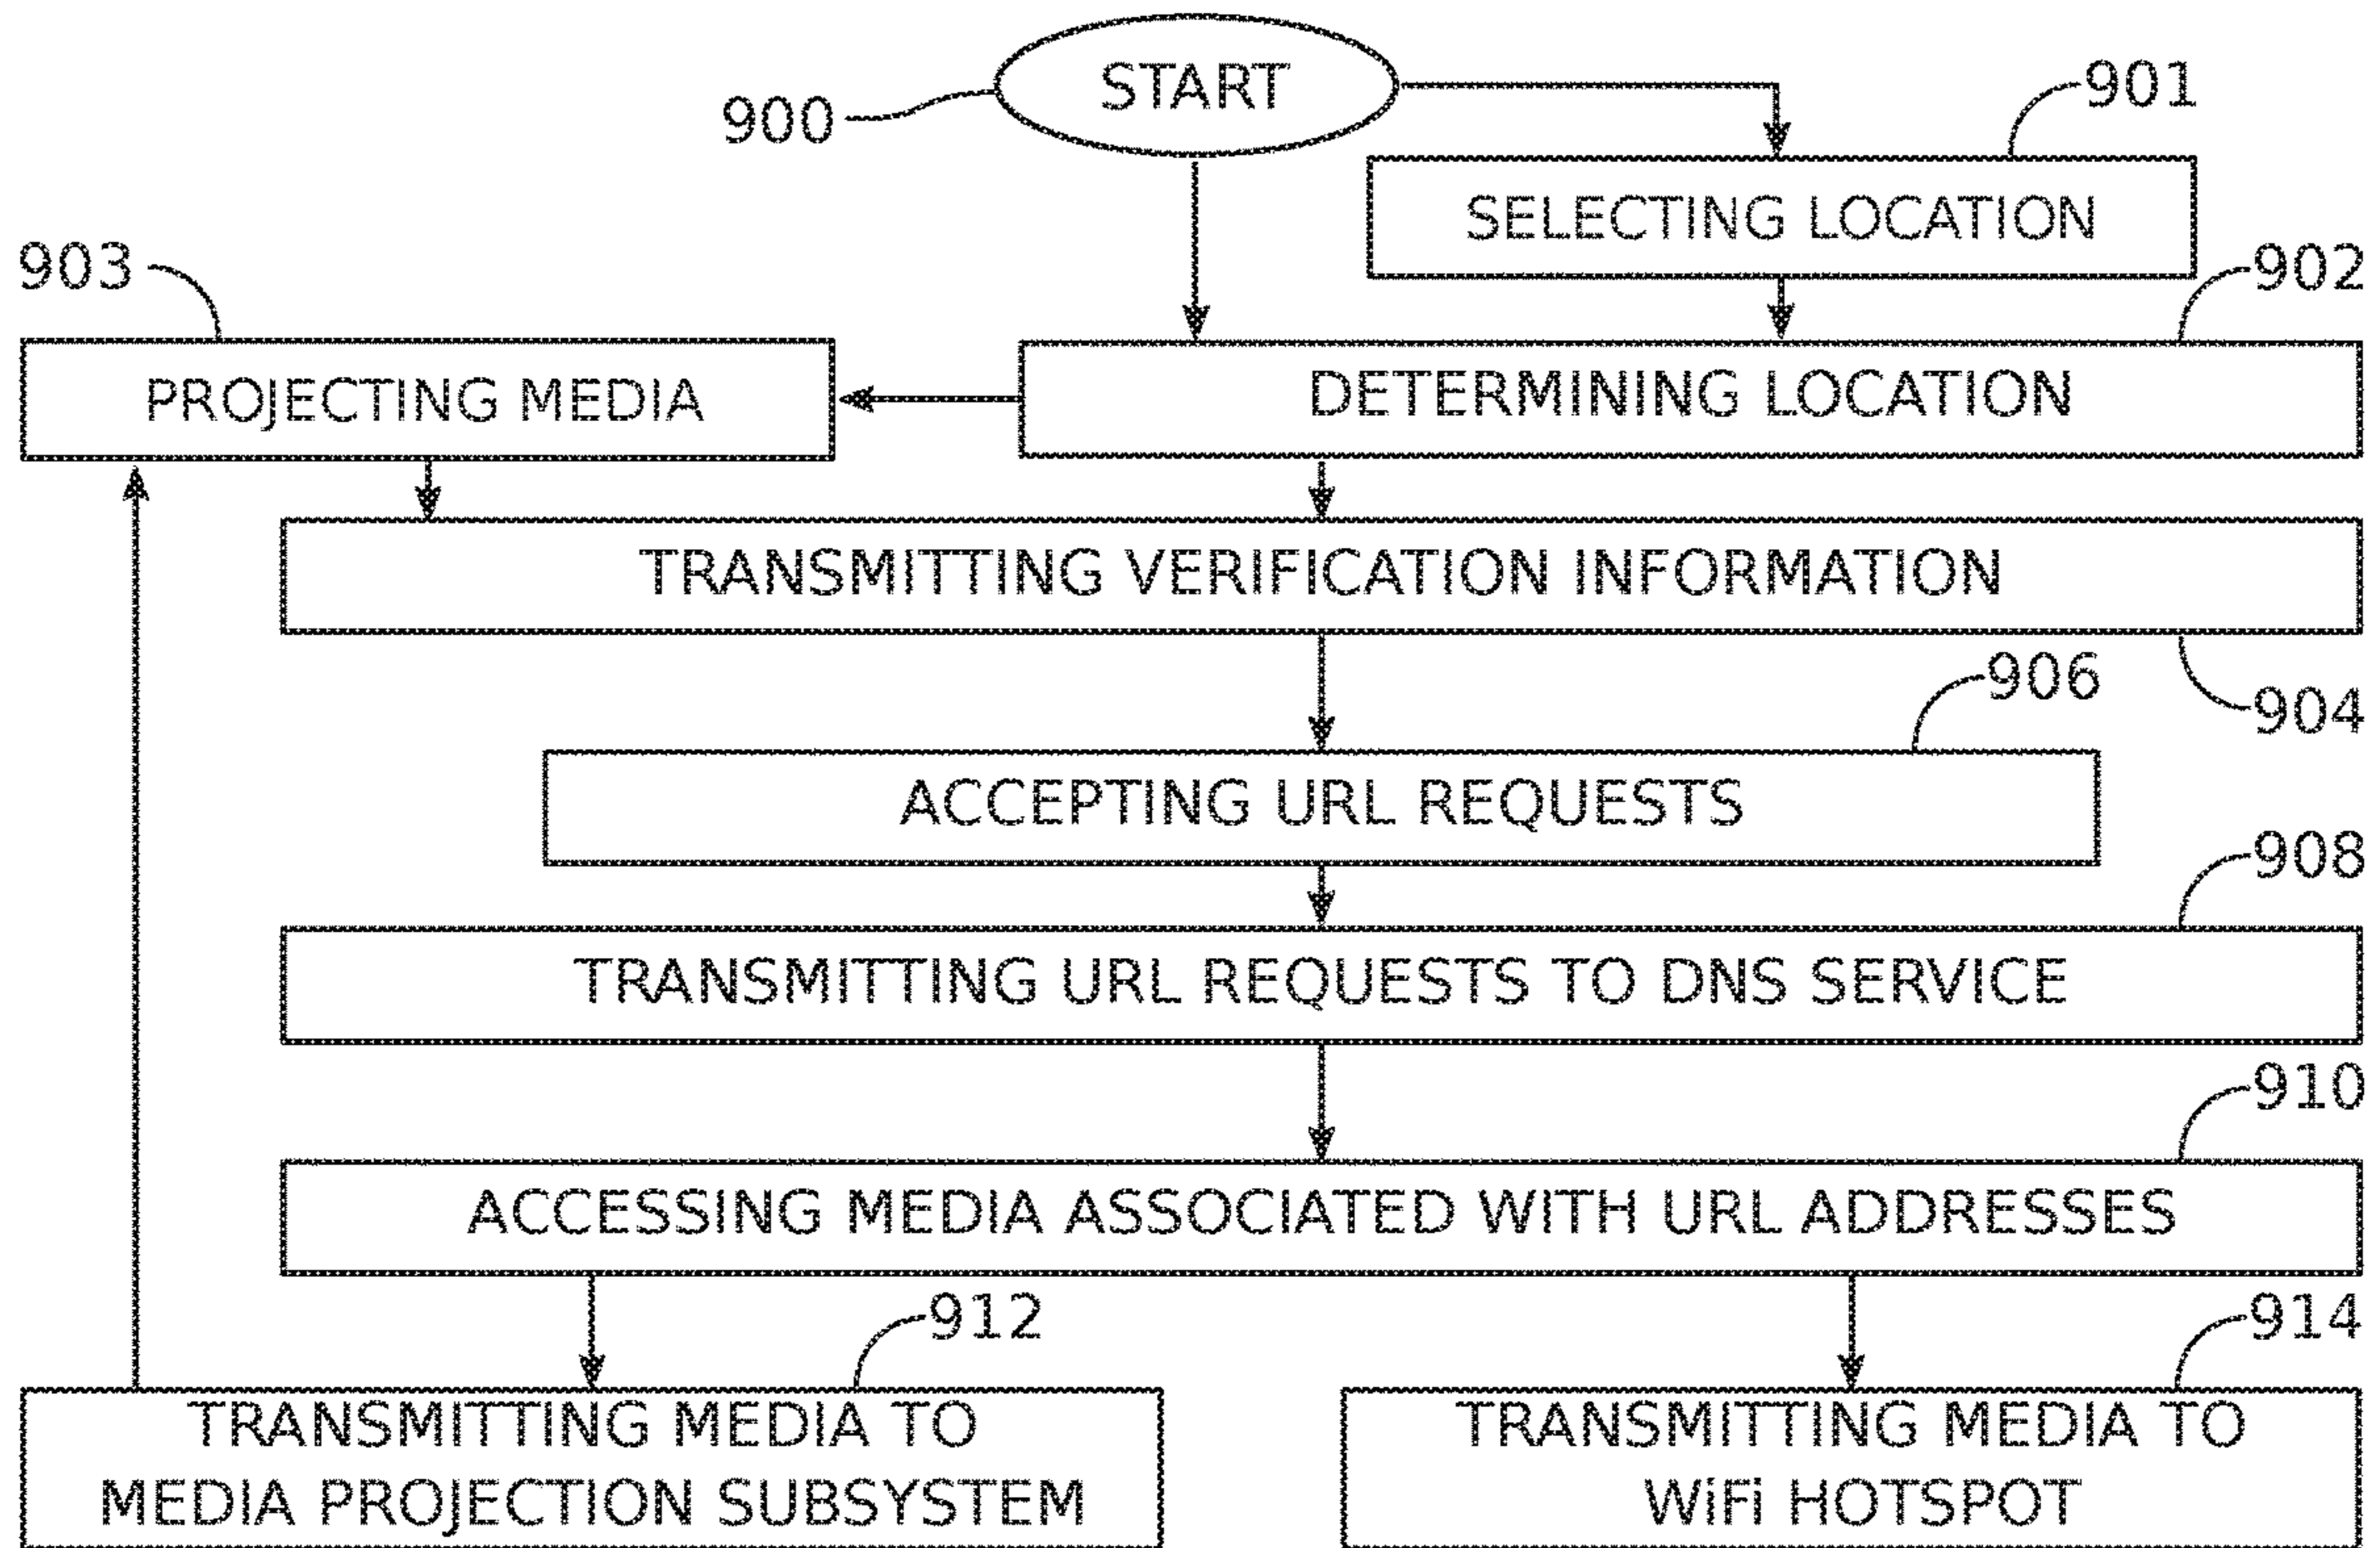 START
900
901
SELECTING LOCATION
903
902
PROJECTING MEDIA
DETERMINING LOCATION
TRANSMITTING VERIFICATION INFORMATION
906
904
ACCEPTING URL REQUESTS
908
TRANSMITTING URL REQUESTS TO DNS SERVICE
910
ACCESSING MEDIA ASSOCIATED WITH URL ADDRESSES
912
914
TRANSMITTING MEDIA TO
MEDIA PROJECTION SUBSYSTEM
TRANSMITTING MEDIA TO
WiFi HOTSPOT